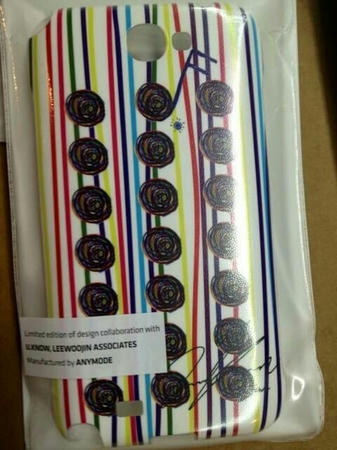 Limited edition of design collaboration with
U.KNOW, LEEWOOJIN ASSOCIATES
Manufactured by ANYMODE